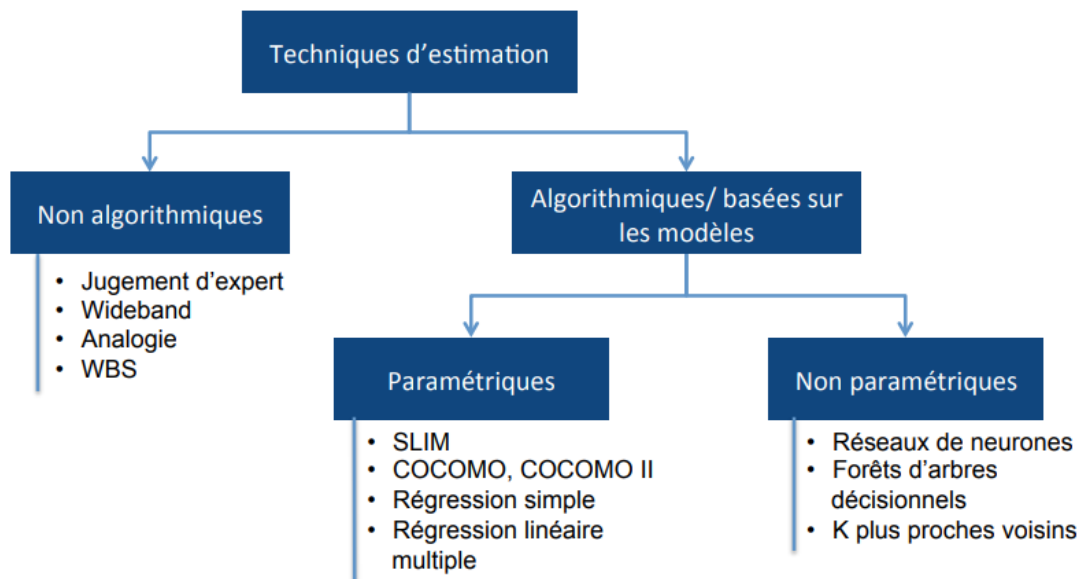 Techniques d'estimation
Non algorithmiques
Algorithmiques/ basées sur
les modèles
• Jugement d'expert
• Wideband
• Analogie
• WBS
Paramétriques
Non paramétriques
• SLIM
• COCOMO, COCOMO II
• Régression simple
• Régression linéaire
multiple
• Réseaux de neurones
• Forêts d'arbres
décisionnels
• K plus proches voisins